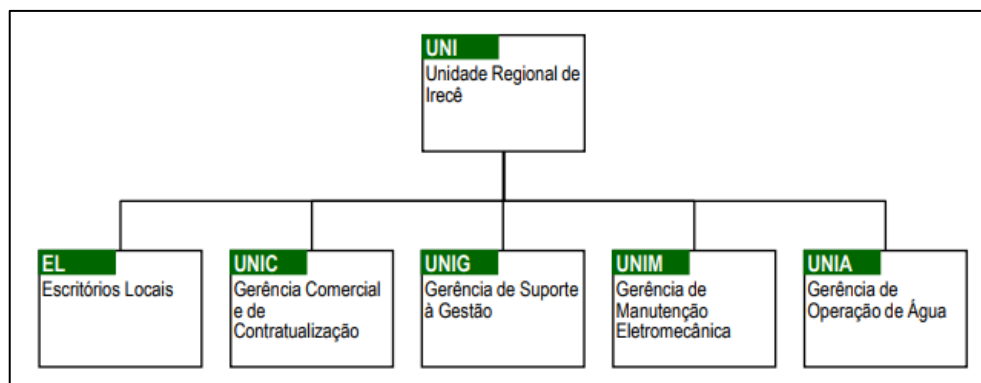 UNI
Unidade Regional de
Irecê
EL
Escritórios Locais
UNIC
Gerência Comercial
e de
Contratualização
UNIG
Gerência de Suporte
à Gestão
UNIM
Gerência de
Manutenção
Eletromecânica
UNIA
Gerência de
Operação de Água